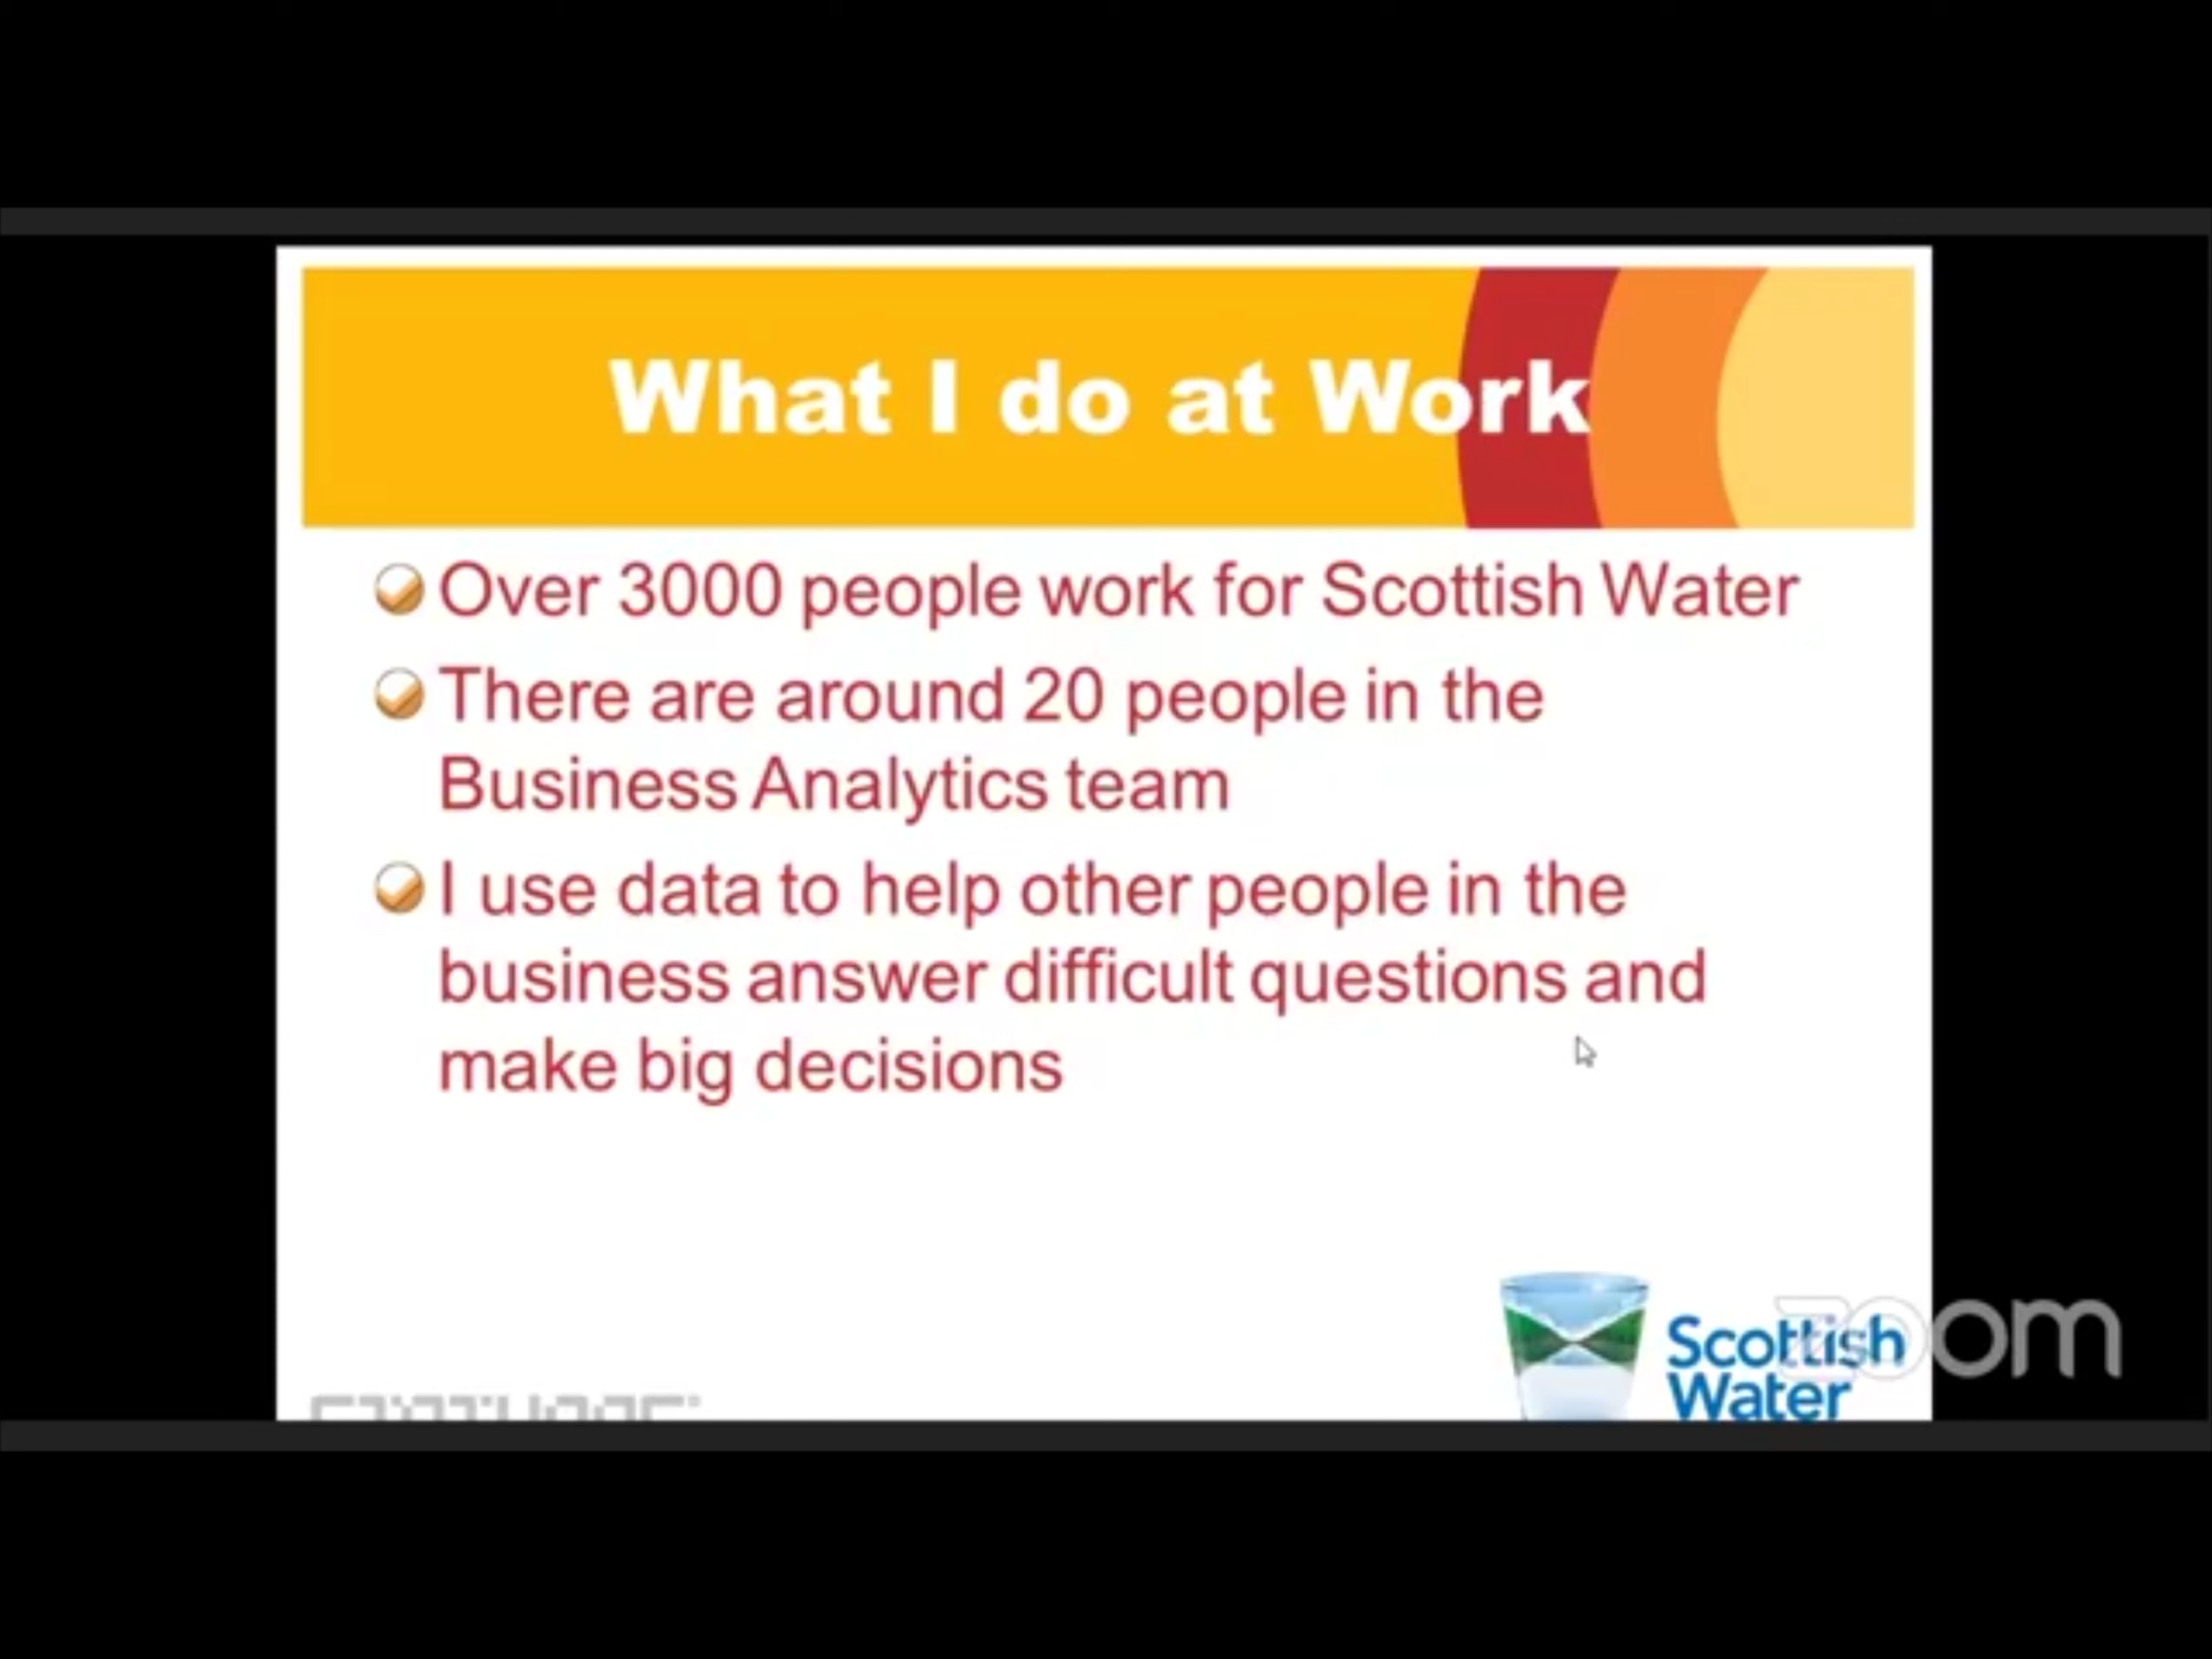 What I do at Work
Over 3000 people work for Scottish Water
There are around 20 people in the
Business Analytics team
I use data to help other people in the
business answer difficult questions and
make big decisions
Scottish
Water
zoom